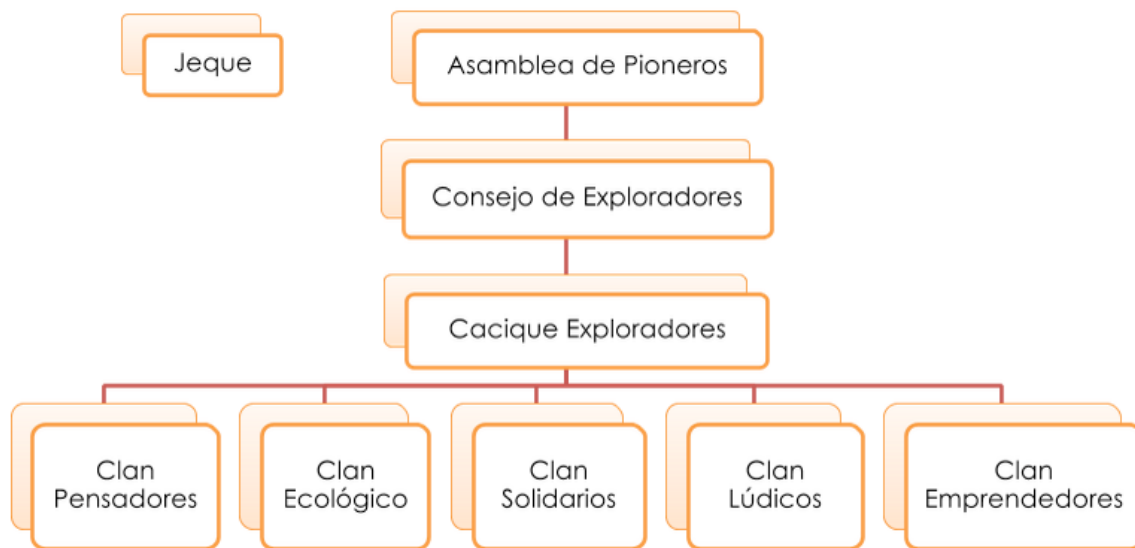 Jeque
Asamblea de Pioneros
Consejo de Exploradores
Cacique Exploradores
Clan
Pensadores
Clan
Ecológico
Clan
Solidarios
Clan
Lúdicos
Clan
Emprendedores